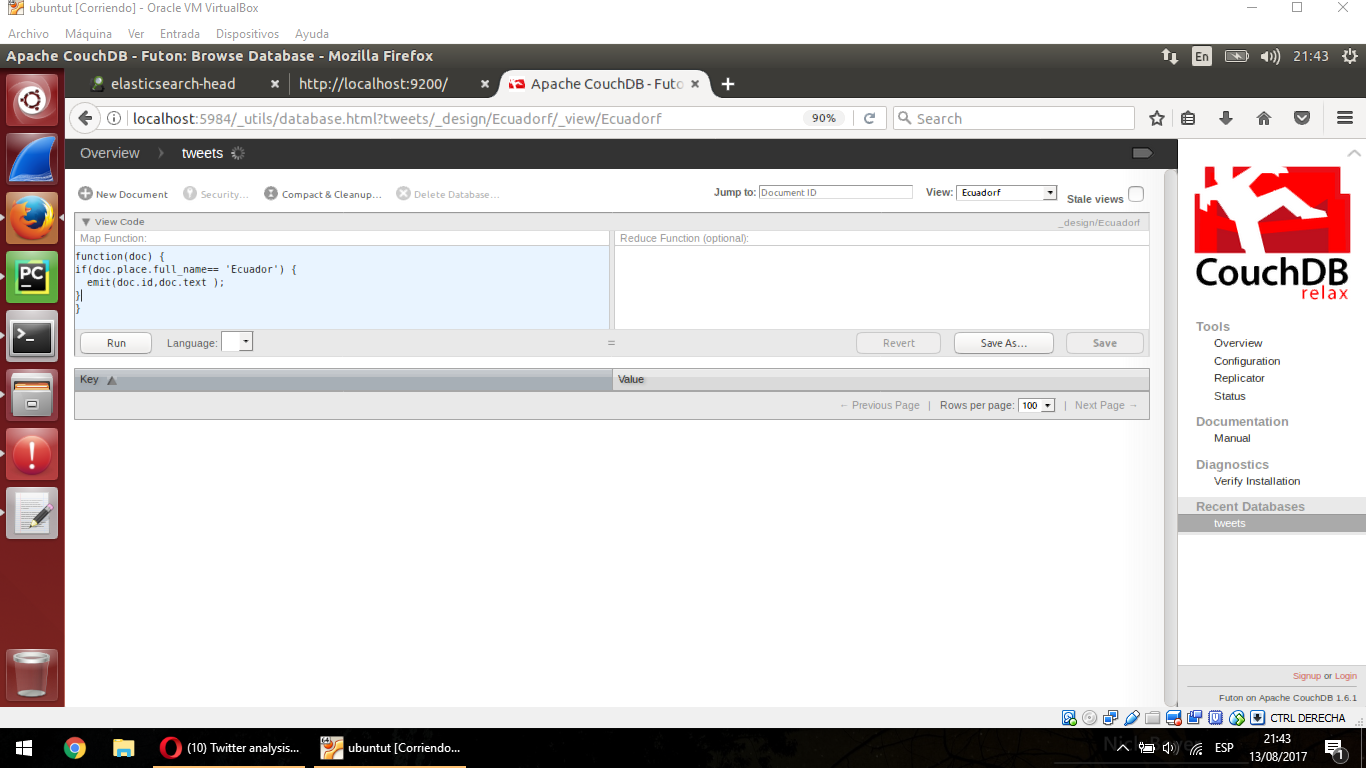 ubuntut [Corriendo] - Oracle VM VirtualBox
Archivo Máquina Ver Entrada Dispositivos Ayuda
Apache CouchDB - Futon: Browse Database - Mozilla Firefox
En 21:43
elasticsearch-head
http://localhost:9200/
Apache CouchDB - Futo
localhost:5984/_utils/database.html?tweets/_design/Ecuadorf/_view/Ecuadorf
90%
Search
Overview
tweets
New Document Security... Compact & Cleanup... Delete Database...
Jump to: Document ID
View: Ecuadorf
Stale views
View Code
_design/Ecuadorf
Map Function:
Reduce Function (optional):
function(doc) {
if(doc.place.full_name== 'Ecuador') {
emit(doc.id,doc.text );
}
}
Run
Language:
=
Revert
Save As...
Save
Key
Value
← Previous Page | Rows per page: 100 | Next Page →
CouchDB
relax
Tools
Overview
Configuration
Replicator
Status
Documentation
Manual
Diagnostics
Verify Installation
Recent Databases
tweets
Signup or Login
Futon on Apache CouchDB 1.6.1
PC
CTRL DERECHA
(10) Twitter analysis...
ubuntut [Corriendo...
ESP
21:43
13/08/2017
1